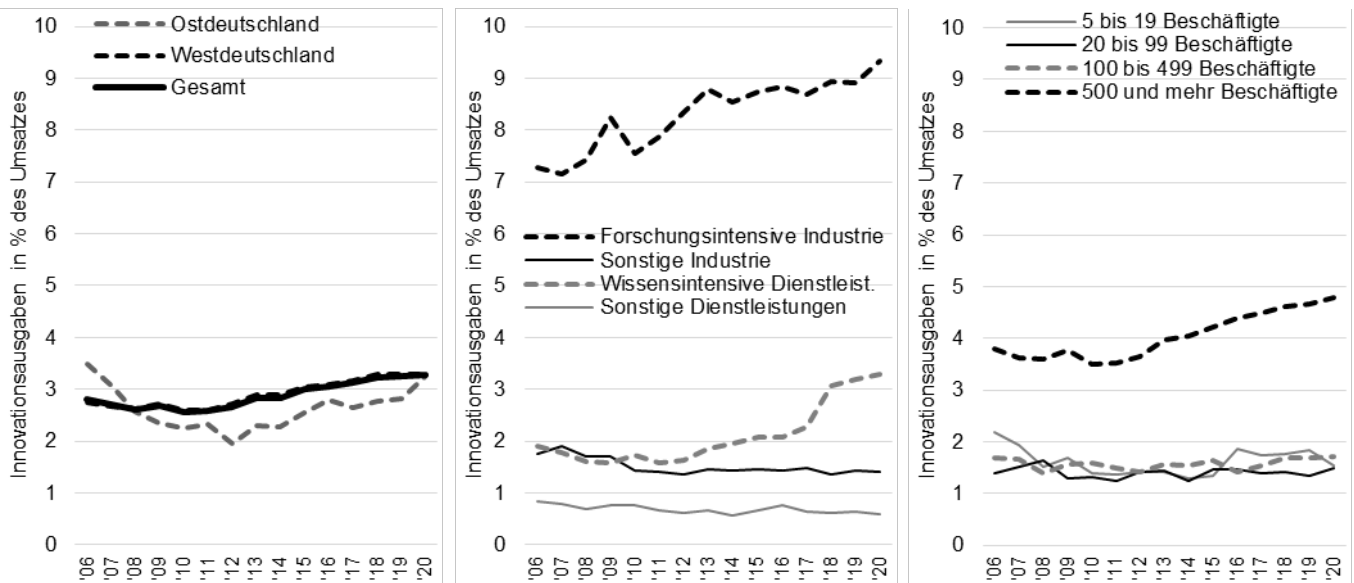 Innovationsausgaben in % des Umsatzes
10
9
8
7
6
5
4
3
2
1
0
Ostdeutschland
Westdeutschland
Gesamt
'06 '07 '08 '09 '10 '11 '12 '13 '14 '15 '16 '17 '18 '19 '20
Innovationsausgaben in % des Umsatzes
10
9
8
7
6
5
4
3
2
1
0
Forschungsintensive Industrie
Sonstige Industrie
Wissensintensive Dienstleist.
Sonstige Dienstleistungen
'06 '07 '08 '09 '10 '11 '12 '13 '14 '15 '16 '17 '18 '19 '20
Innovationsausgaben in % des Umsatzes
10
9
8
7
6
5
4
3
2
1
0
5 bis 19 Beschäftigte
20 bis 99 Beschäftigte
100 bis 499 Beschäftigte
500 und mehr Beschäftigte
'06 '07 '08 '09 '10 '11 '12 '13 '14 '15 '16 '17 '18 '19 '20